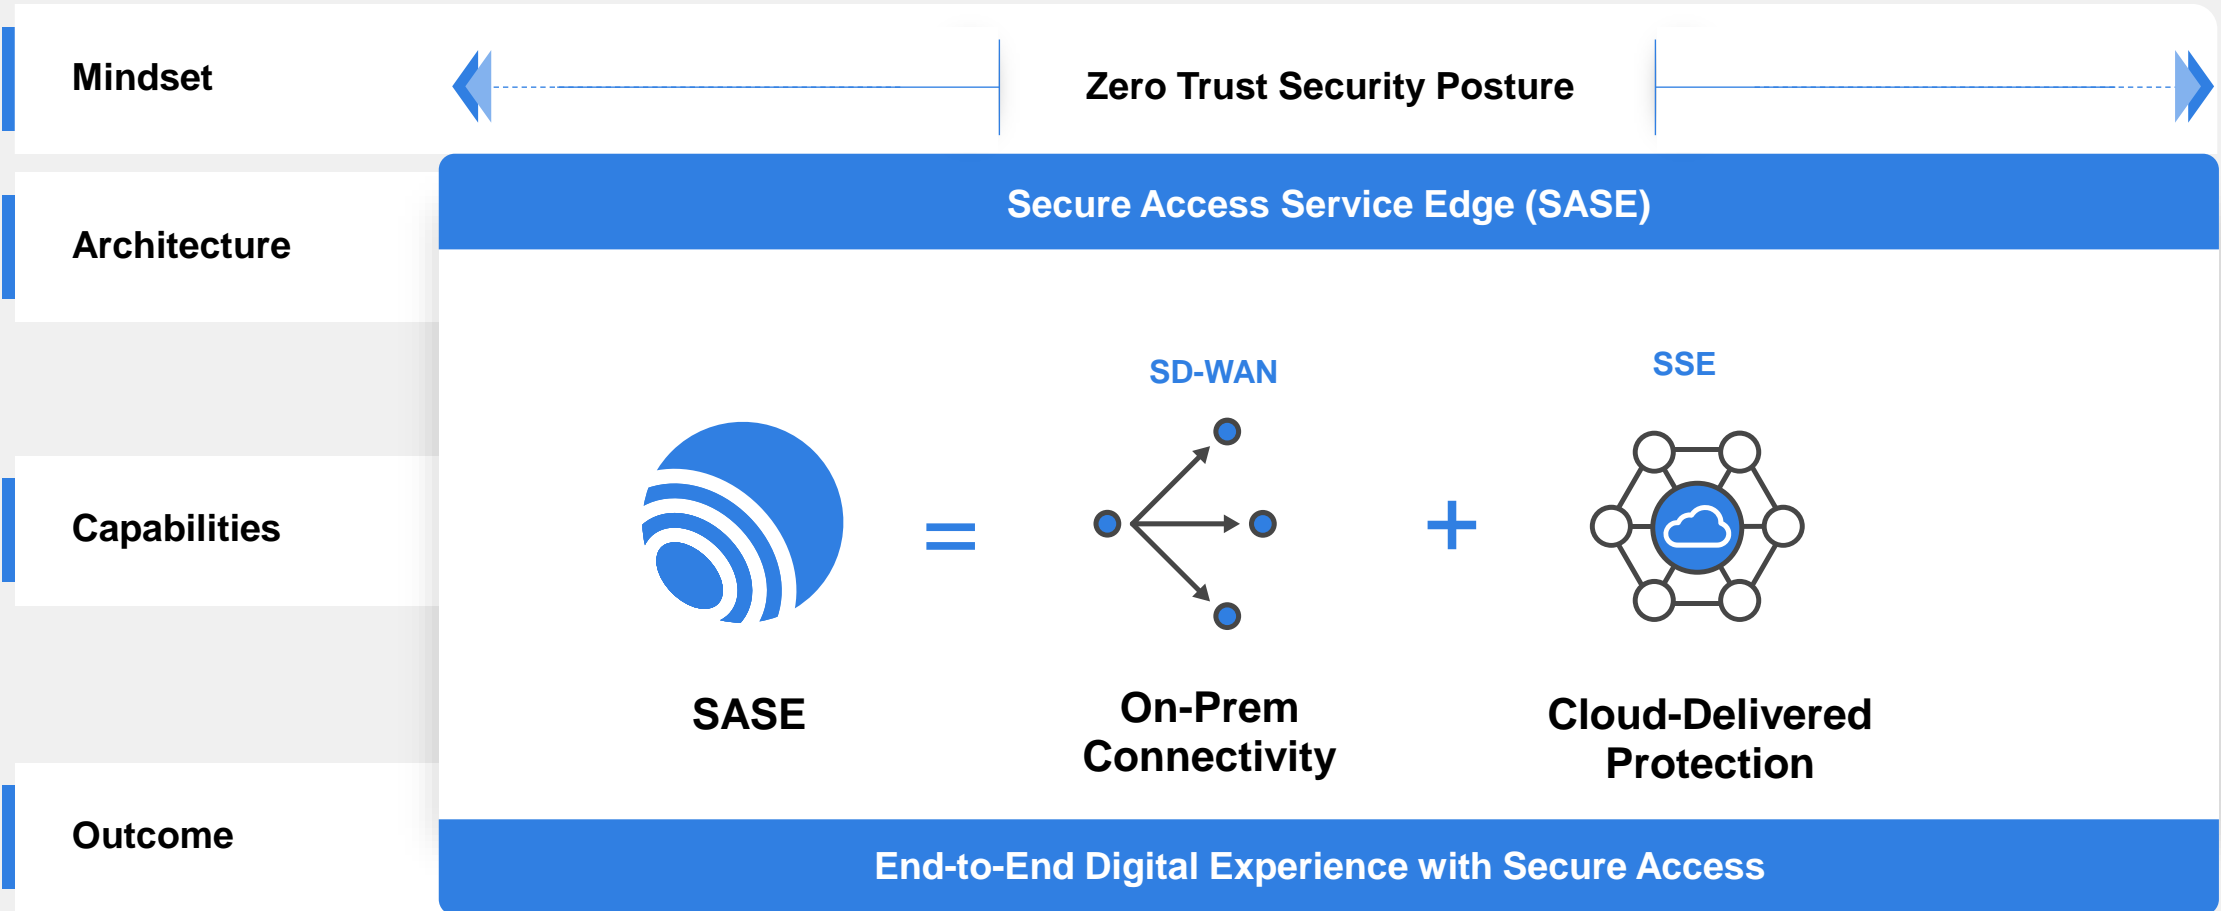 Mindset
Zero Trust Security Posture
Architecture
Secure Access Service Edge (SASE)
Capabilities
SD-WAN
SSE
=
+
SASE
On-Prem
Connectivity
Cloud-Delivered
Protection
Outcome
End-to-End Digital Experience with Secure Access